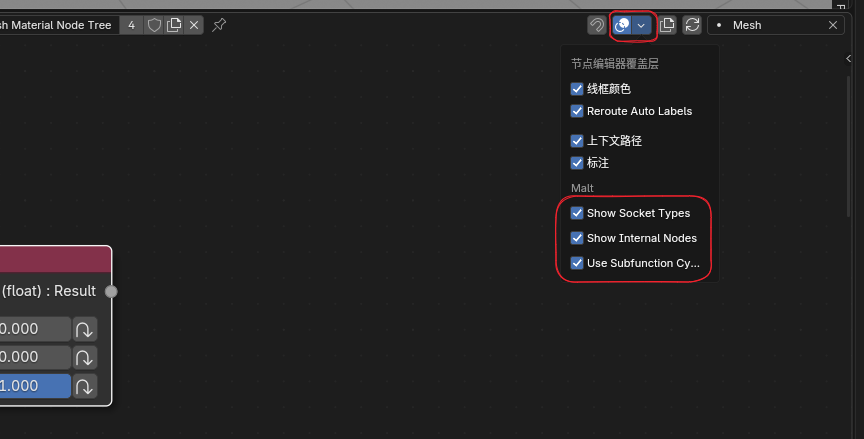 sh Material Node Tree 4 Mesh
节点编辑器覆盖层
线框颜色
Reroute Auto Labels
上下文路径
标注
Malt
Show Socket Types
Show Internal Nodes
Use Subfunction Cy...
(float) : Result
0.000
0.000
1.000